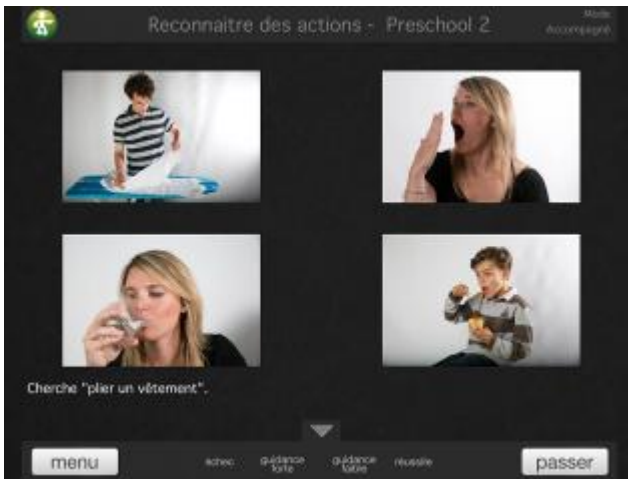 Reconnaitre des actions - Preschool 2
Mode
Accompagné
Cherche "plier un vêtement".
menu
échec
guidance
forte
guidance
faible
réussite
passer